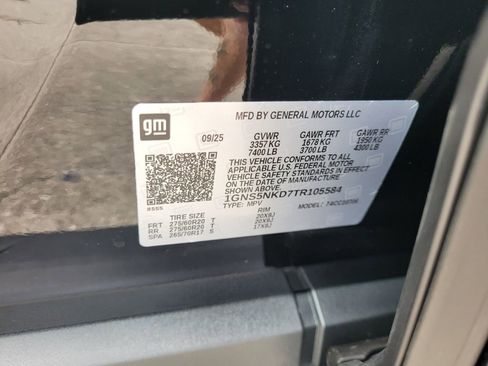 MFD BY GENERAL MOTORS LLC
gm
09/25 GVWR GAWR FRT GAWR RR
3357 KG 1678 KG 1950 KG
7400 LB 3700 LB 4300 LB
THIS VEHICLE CONFORMS TO ALL
APPLICABLE U.S. FEDERAL MOTOR
VEHICLE SAFETY STANDARDS IN EFFECT
ON THE DATE OF MANUFACTURE
SHOWN ABOVE.
1GNS5NKD7TR105584
TYPE: MPV MODEL:
TIRE SIZE RIM
FRT 275/60R20 T 20X9J
RR 275/60R20 T 20X9J
SPA 265/70R17 S 17X8J